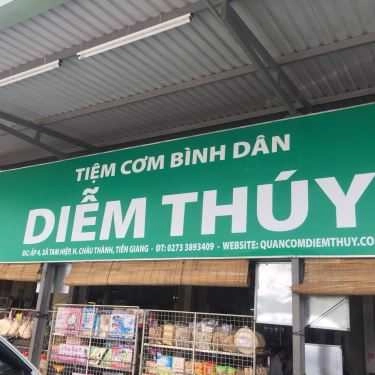 TIỆM CƠM BÌNH DÂN
DIỄM THÚY
ĐC: ẤP 4, XÃ TAM HIỆP, H. CHÂU THÀNH, TIỀN GIANG - ĐT: 0273 3893409 - WEBSITE: QUANCOMDIEMTHUY.CO